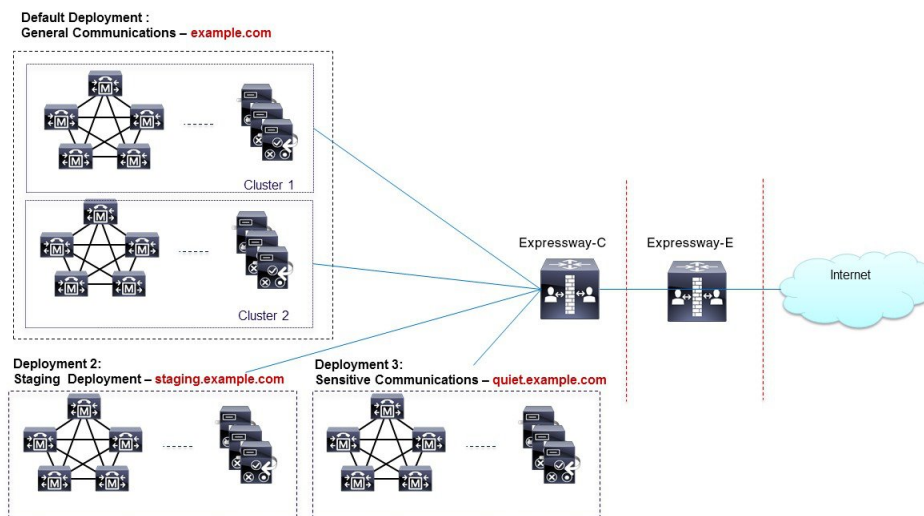 Default Deployment :
General Communications – example.com
M
M
M
M
M
Cluster 1
M
M
M
M
M
Cluster 2
Expressway-C
Expressway-E
Internet
Deployment 2:
Staging Deployment – staging.example.com
M
M
M
M
M
Deployment 3:
Sensitive Communications – quiet.example.com
M
M
M
M
M